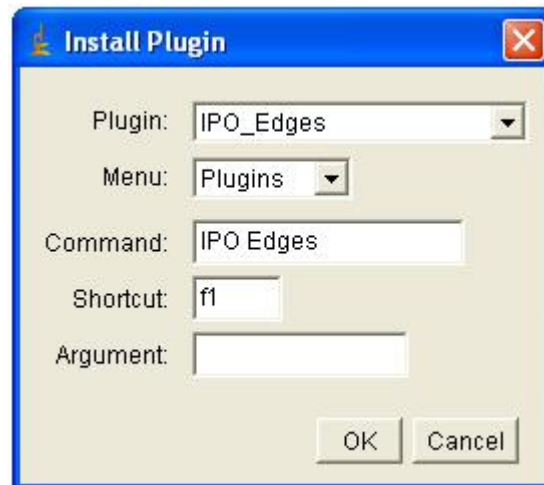 Install Plugin
Plugin: IPO_Edges
Menu: Plugins
Command: IPO Edges
Shortcut: f1
Argument:
OK Cancel